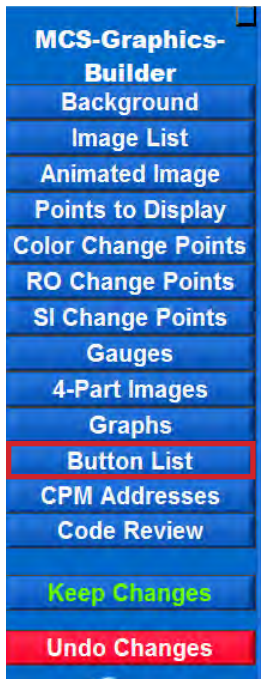 MCS-Graphics-
Builder
Background
Image List
Animated Image
Points to Display
Color Change Points
RO Change Points
SI Change Points
Gauges
4-Part Images
Graphs
Button List
CPM Addresses
Code Review
Keep Changes
Undo Changes